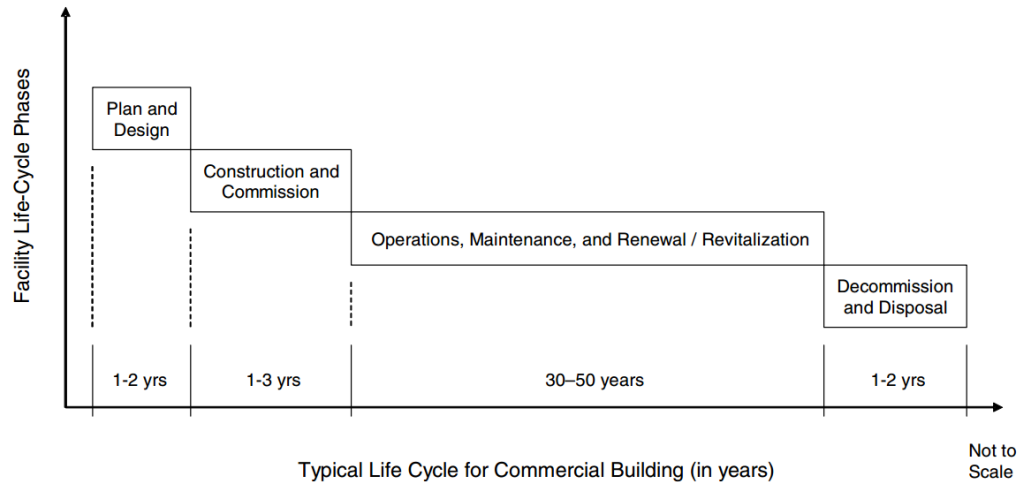 Facility Life-Cycle Phases
Plan and
Design
Construction and
Commission
Operations, Maintenance, and Renewal / Revitalization
Decommission
and Disposal
1-2 yrs
1-3 yrs
30–50 years
1-2 yrs
Typical Life Cycle for Commercial Building (in years)
Not to
Scale